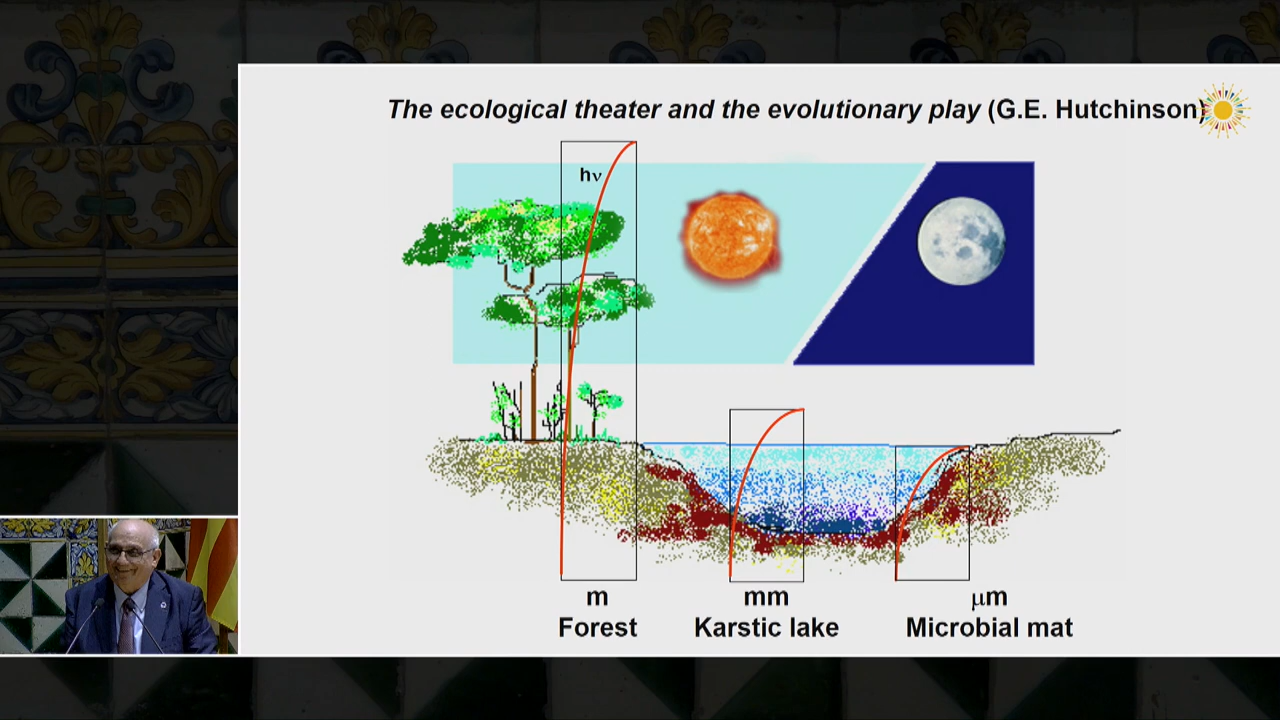 The ecological theater and the evolutionary play (G.E. Hutchinson)
hν
m
Forest
mm
Karstic lake
μm
Microbial mat